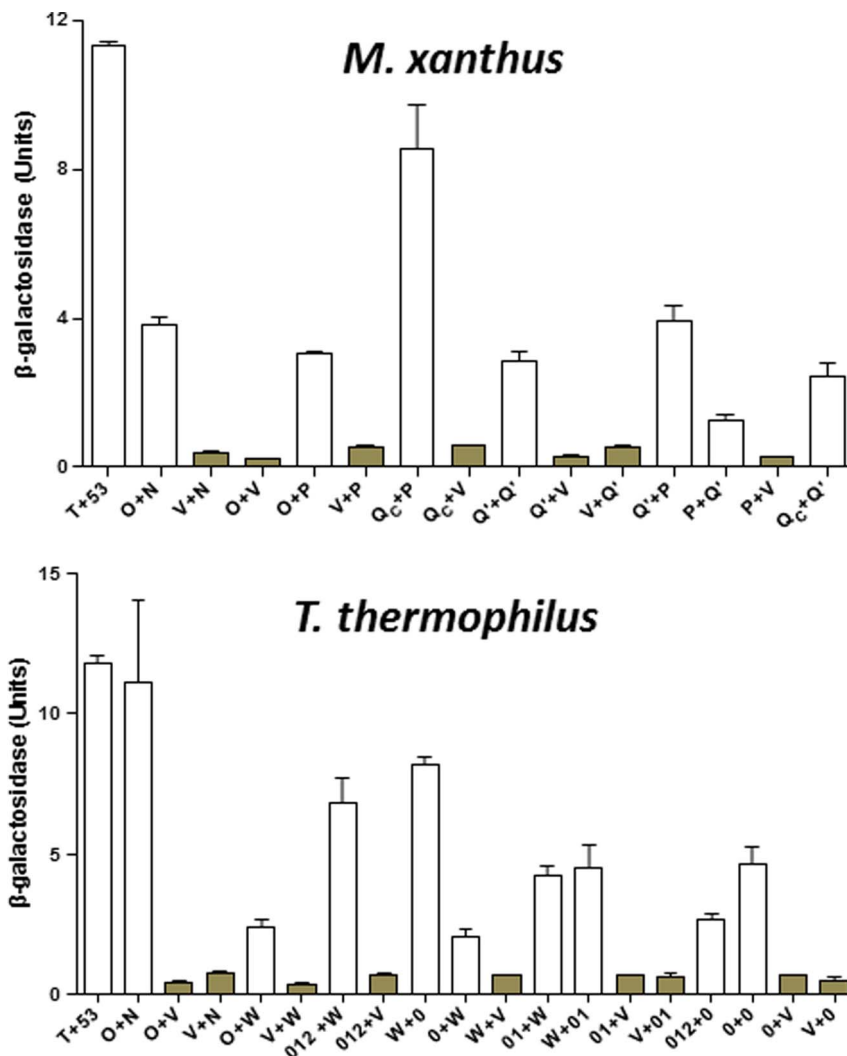 12
M. xanthus
β-galactosidase (Units)
8
4
0
T+53 O+N V+N O+V O+P V+P QC+P QC+V Q'+Q' Q'+V V+Q' Q'+P P+Q' P+V QC+Q'
15
T. thermophilus
β-galactosidase (Units)
10
5
0
T+53 O+N O+V V+N O+W V+W 012 +W 012+V W+0 0+W W+V 01+W W+01 01+V V+01 012+0 0+0 0+V V+0